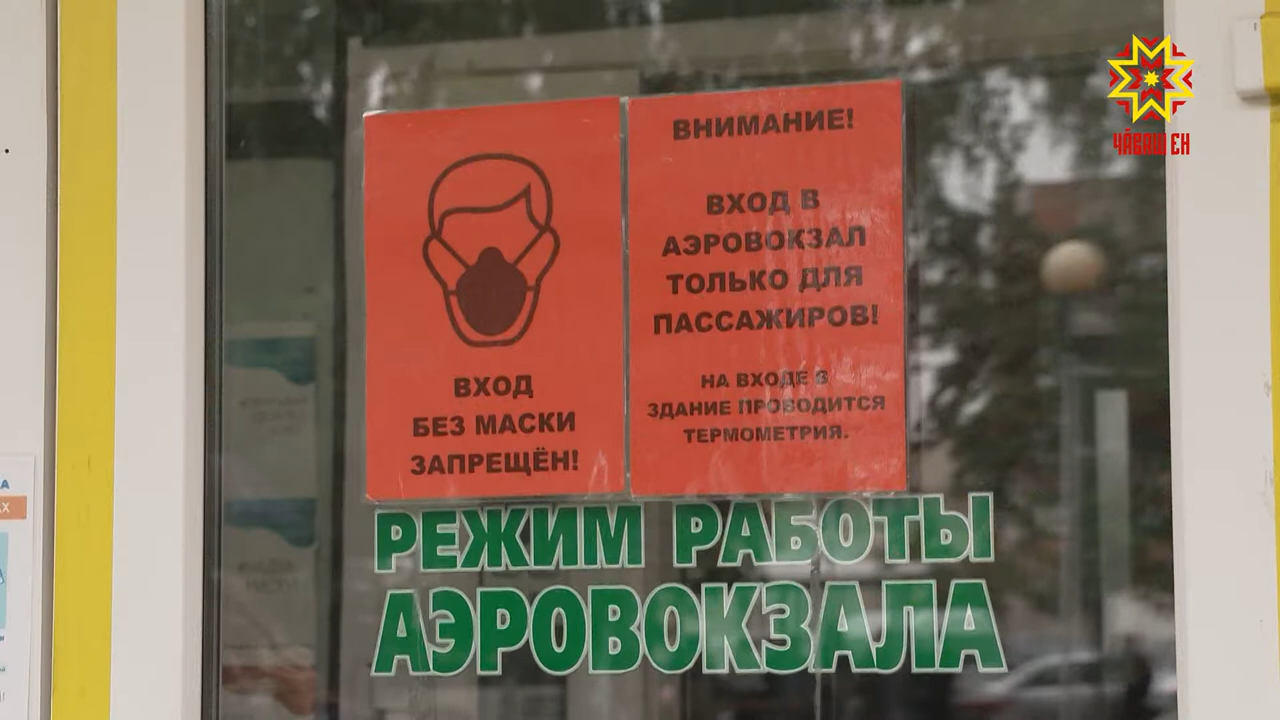 ВХОД
БЕЗ МАСКИ
ЗАПРЕЩЁН!
ВНИМАНИЕ!
ВХОД В
АЭРОВОКЗАЛ
ТОЛЬКО ДЛЯ
ПАССАЖИРОВ!
НА ВХОДЕ В
ЗДАНИЕ ПРОВОДИТСЯ
ТЕРМОМЕТРИЯ.
РЕЖИМ РАБОТЫ
АЭРОВОКЗАЛА
ЧӐВАШ ЕН